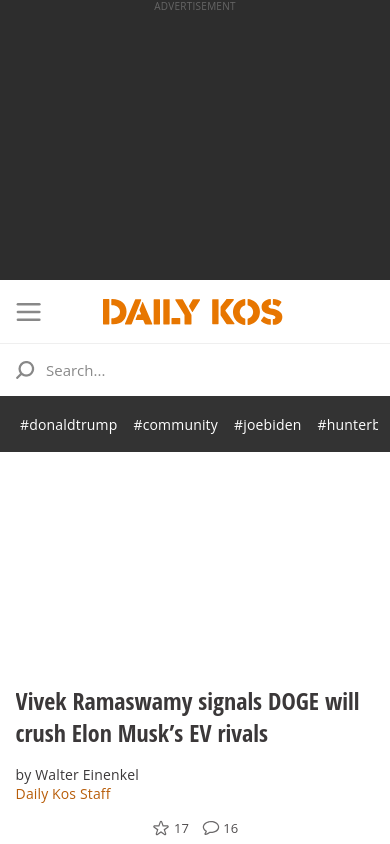 ADVERTISEMENT
DAILY KOS
Search...
#donaldtrump #community #joebiden #hunterb
Vivek Ramaswamy signals DOGE will
crush Elon Musk’s EV rivals
by Walter Einenkel
Daily Kos Staff
17 16